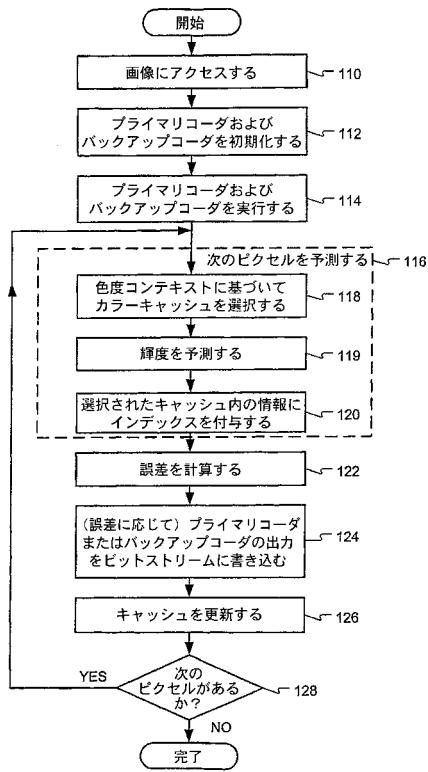 開始
画像にアクセスする
110
プライマリコーダおよび
バックアップコーダを初期化する
112
プライマリコーダおよび
バックアップコーダを実行する
114
次のピクセルを予測する
116
色度コンテキストに基づいて
カラーキャッシュを選択する
118
輝度を予測する
119
選択されたキャッシュ内の情報に
インデックスを付与する
120
誤差を計算する
122
(誤差に応じて)プライマリコーダ
またはバックアップコーダの出力
をビットストリームに書き込む
124
キャッシュを更新する
126
YES
次の
ピクセルがある
か?
128
NO
完了